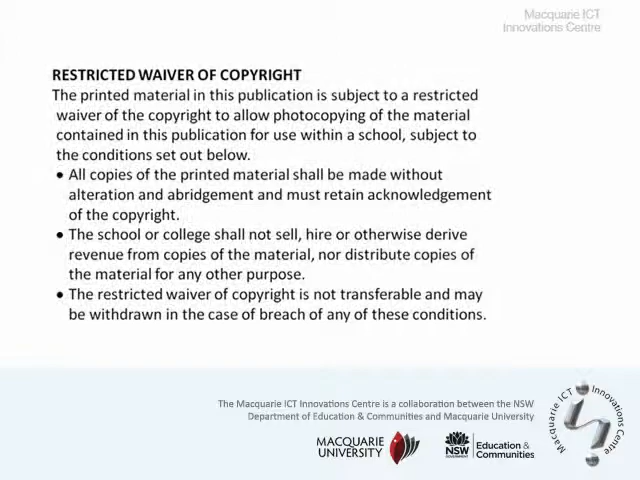 Macquarie ICT
Innovations Centre
RESTRICTED WAIVER OF COPYRIGHT
The printed material in this publication is subject to a restricted
waiver of the copyright to allow photocopying of the material
contained in this publication for use within a school, subject to
the conditions set out below.
• All copies of the printed material shall be made without
alteration and abridgement and must retain acknowledgement
of the copyright.
• The school or college shall not sell, hire or otherwise derive
revenue from copies of the material, nor distribute copies of
the material for any other purpose.
• The restricted waiver of copyright is not transferable and may
be withdrawn in the case of breach of any of these conditions.
The Macquarie ICT Innovations Centre is a collaboration between the NSW
Department of Education & Communities and Macquarie University
MACQUARIE
UNIVERSITY
NSW
GOVERNMENT
Education &
Communities
Macquarie ICT Innovations Centre